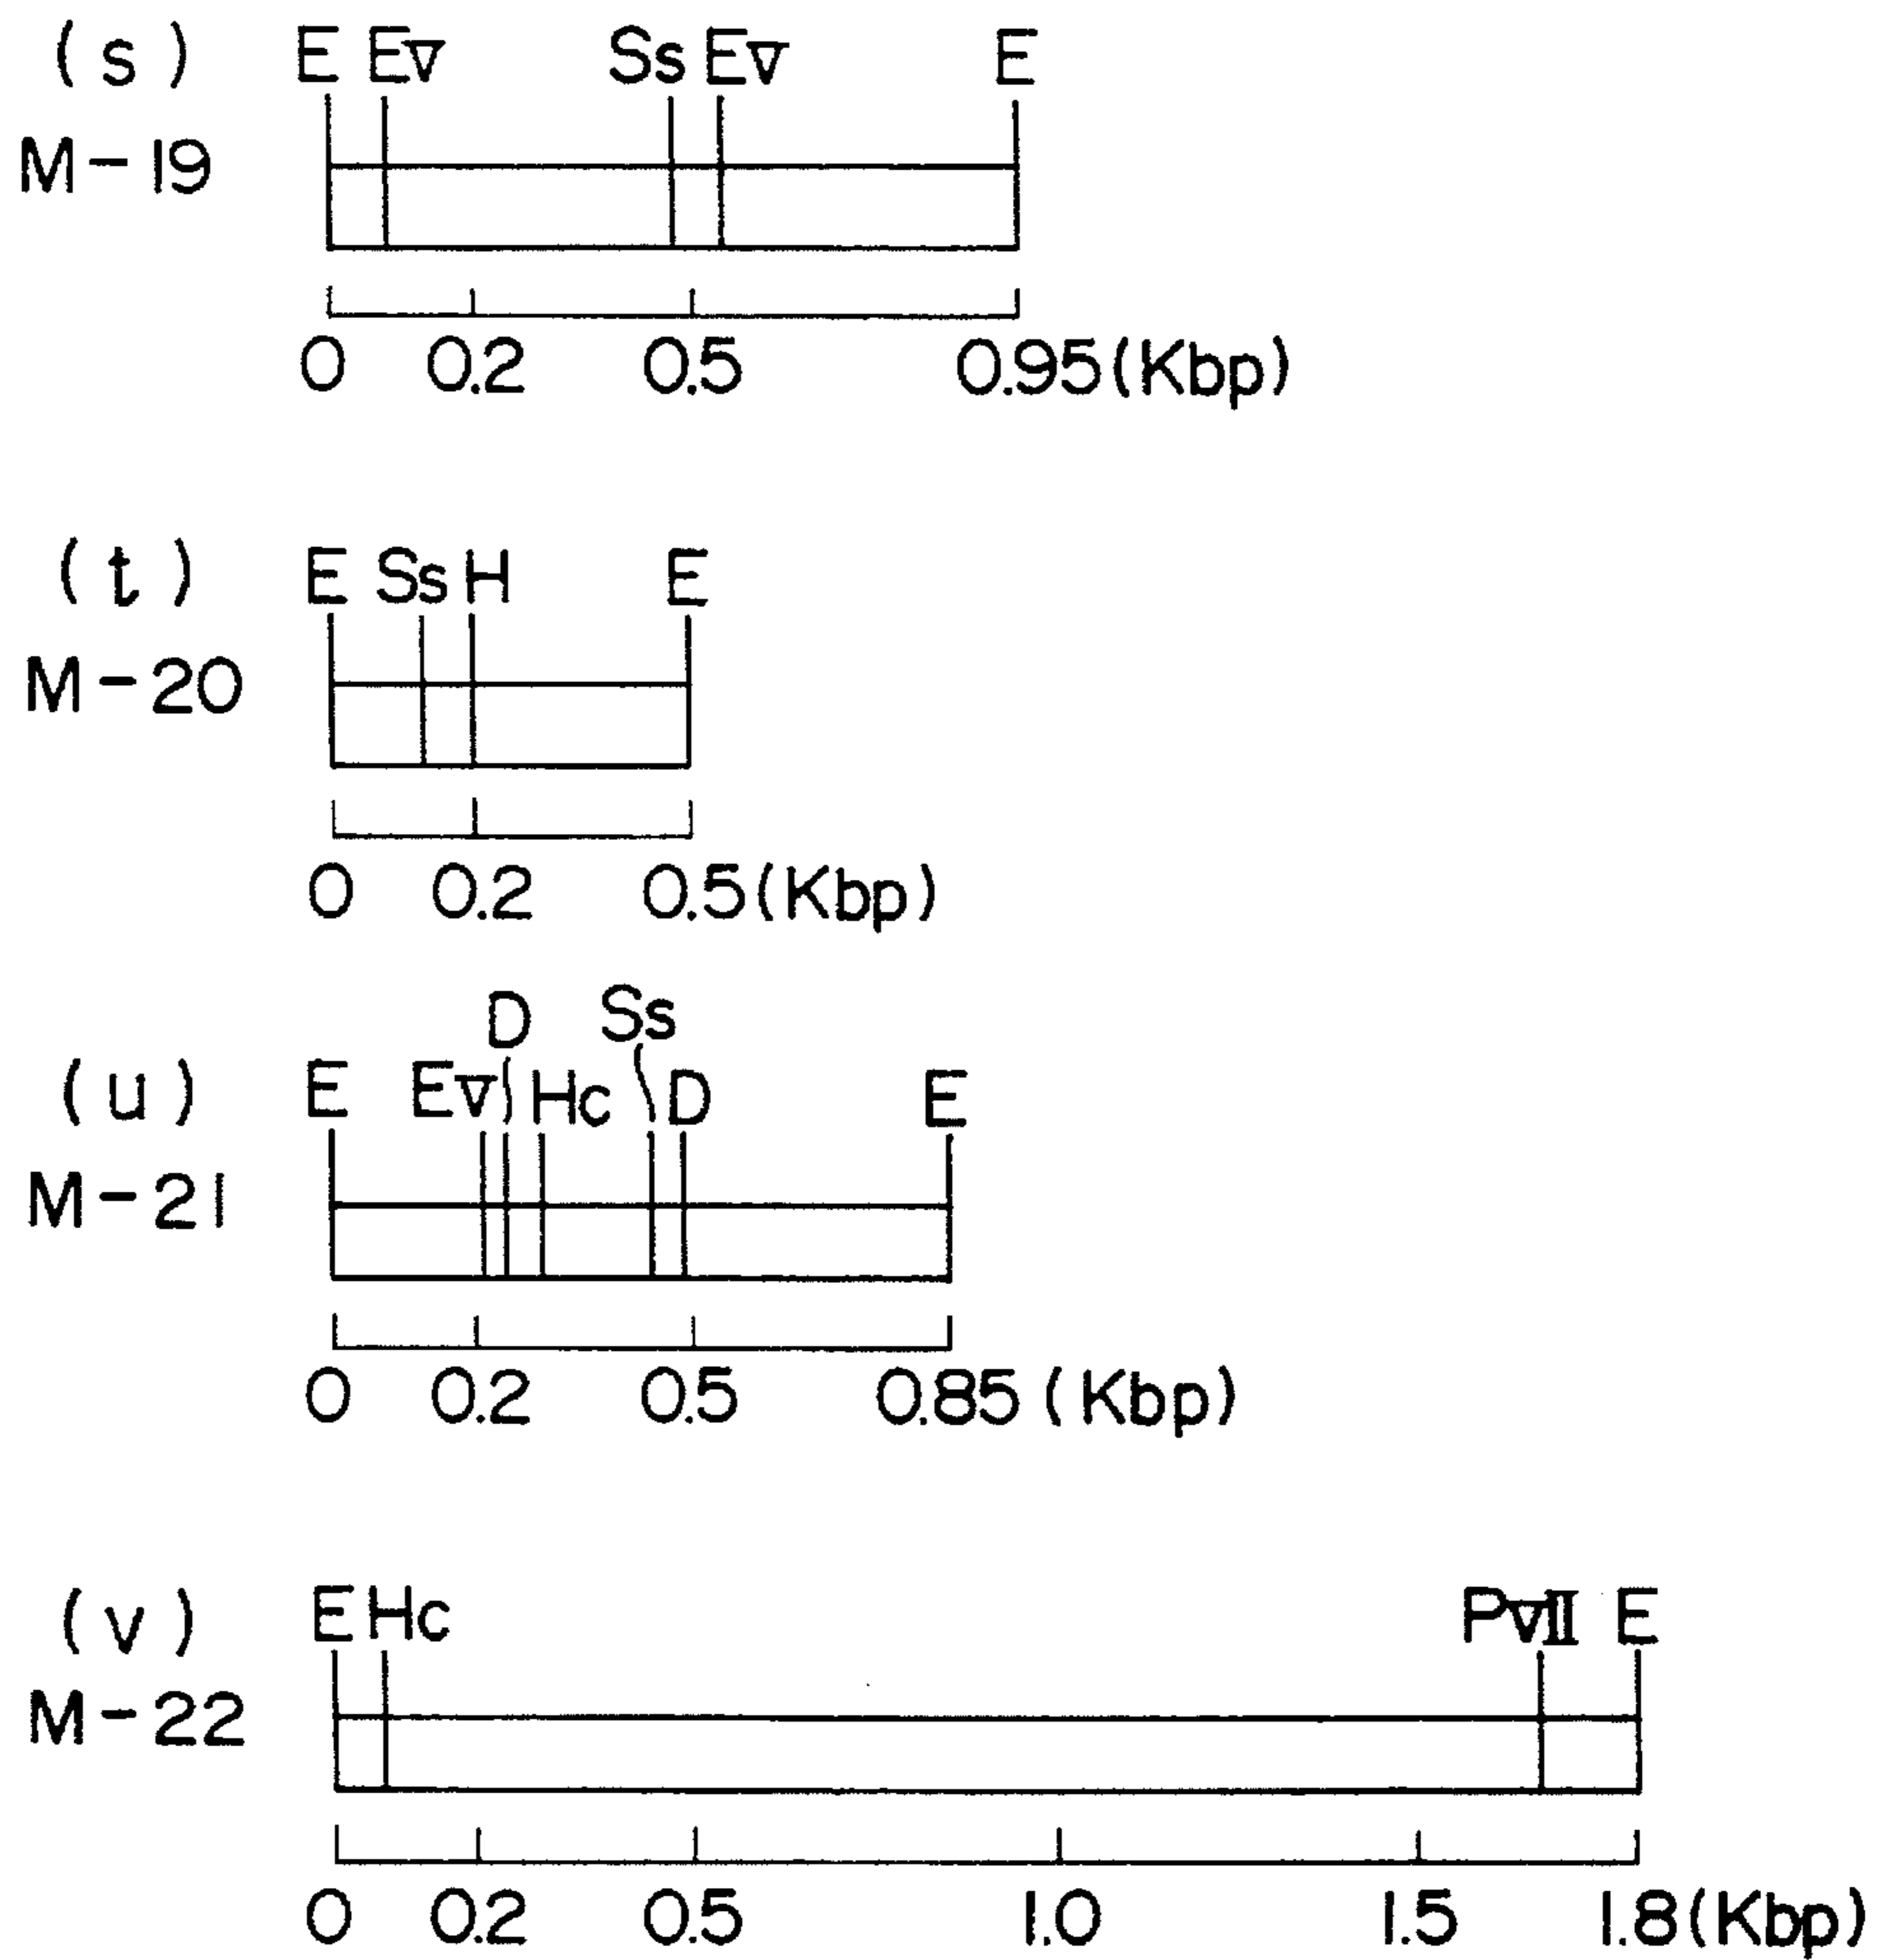 (s) E Ev Ss Ev E
M-19
0 0.2 0.5 0.95(Kbp)
(t) E Ss H E
M-20
0 0.2 0.5(Kbp)
D Ss
(u) E Ev Hc D E
M-21
0 0.2 0.5 0.85(Kbp)
(v) E Hc PvII E
M-22
0 0.2 0.5 1.0 1.5 1.8(Kbp)